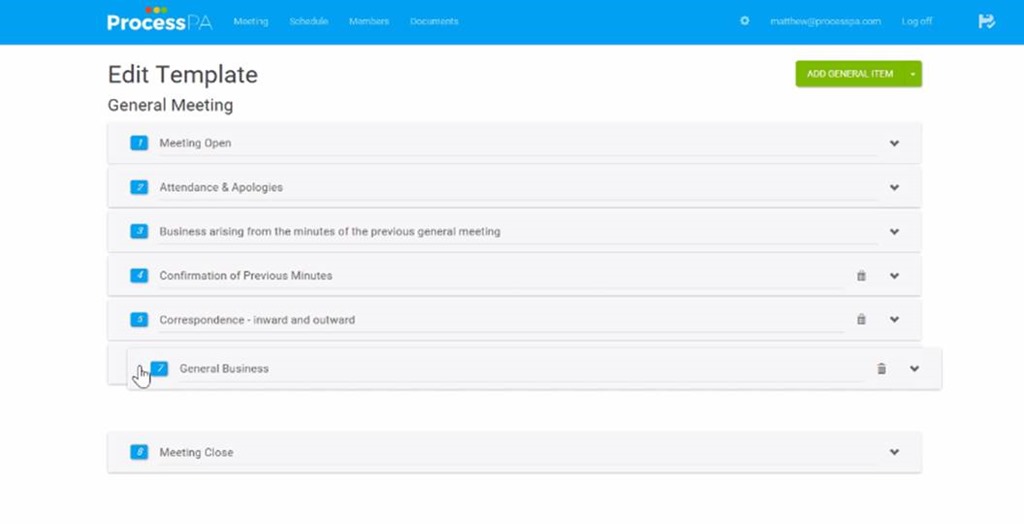 ProcessPA Meeting Schedule Members Documents matthew@processpa.com Log off
Edit Template
ADD GENERAL ITEM
General Meeting
1 Meeting Open
2 Attendance & Apologies
3 Business arising from the minutes of the previous general meeting
4 Confirmation of Previous Minutes
5 Correspondence - inward and outward
7 General Business
8 Meeting Close